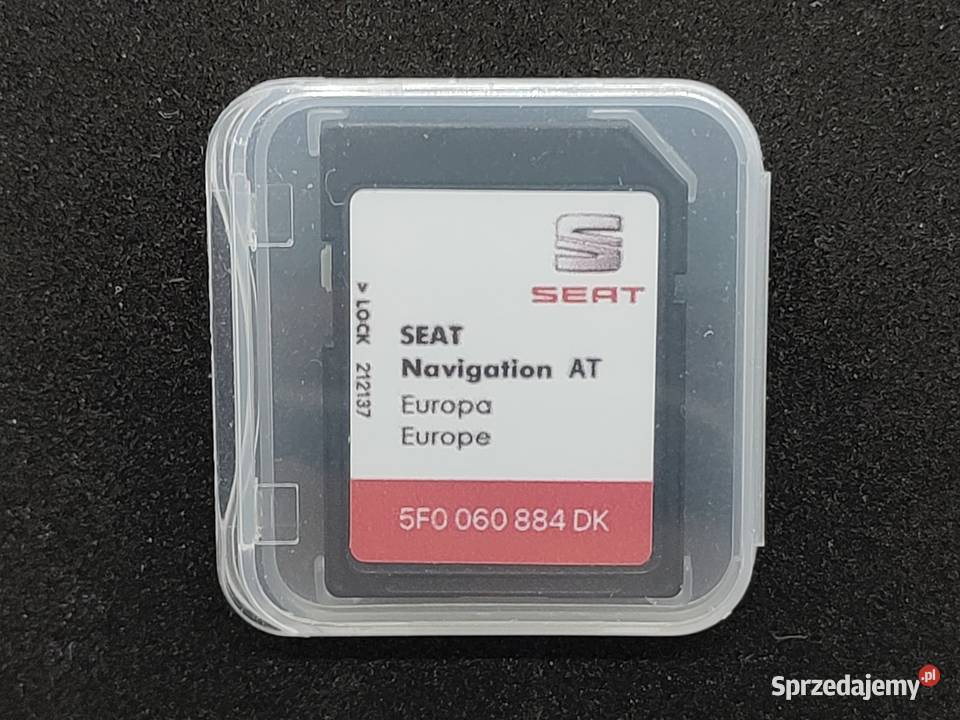 SEAT
> LOCK 212137
SEAT
Navigation AT
Europa
Europe
5F0 060 884 DK
Sprzedajemy.pl